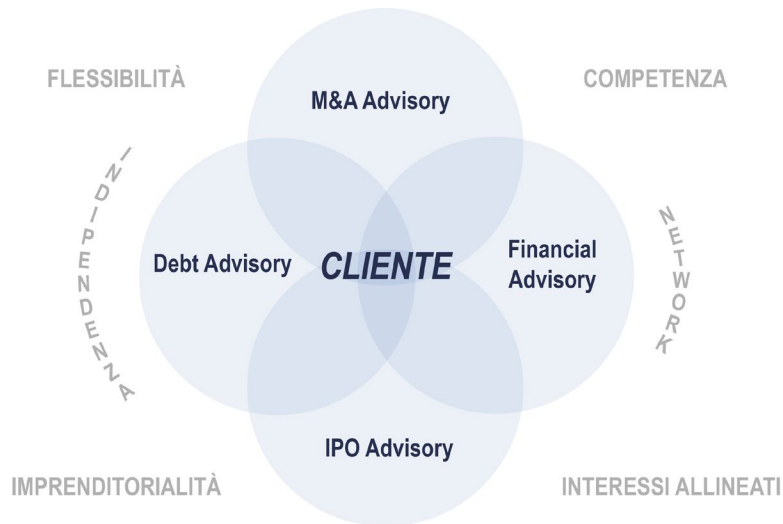 FLESSIBILITÀ
COMPETENZA
M&A Advisory
INDIPENDENZA
Debt Advisory
CLIENTE
Financial
Advisory
NETWORK
IPO Advisory
IMPRENDITORIALITÀ
INTERESSI ALLINEATI